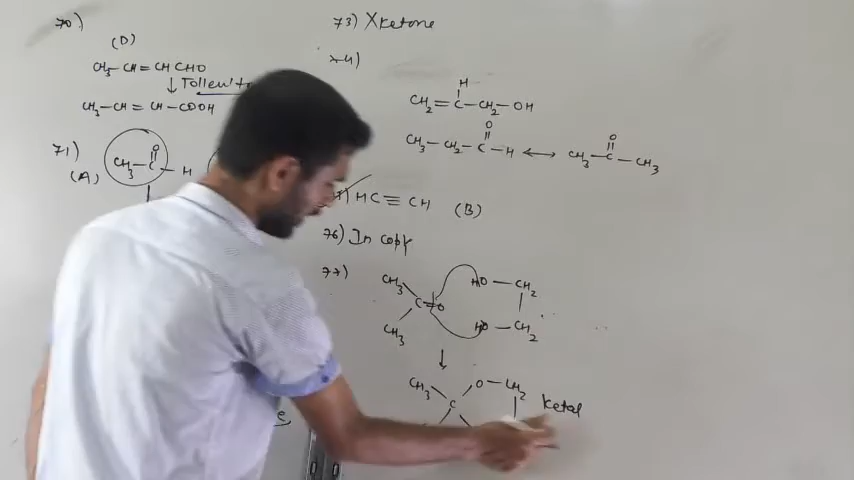 70.)
(D)
CH3-CH=CH CHO
↓ Tollen's
CH3-CH=CH-COOH
71)
(A)
CH3-C-H
O
73) X ketone
74)
H
CH2=C-CH2-OH
O
CH3-CH2-C-H ⟷ CH3-C-CH3
O
HC≡CH (B)
76) In copy
77)
CH3 HO-CH2
C=O
CH3 HO-CH2
↓
CH3 O-CH2
C
Ketal